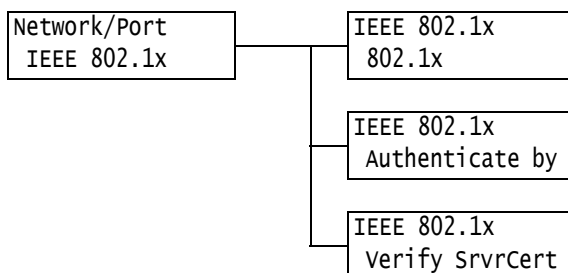 Network/Port
IEEE 802.1x
IEEE 802.1x
802.1x
IEEE 802.1x
Authenticate by
IEEE 802.1x
Verify SrvrCert